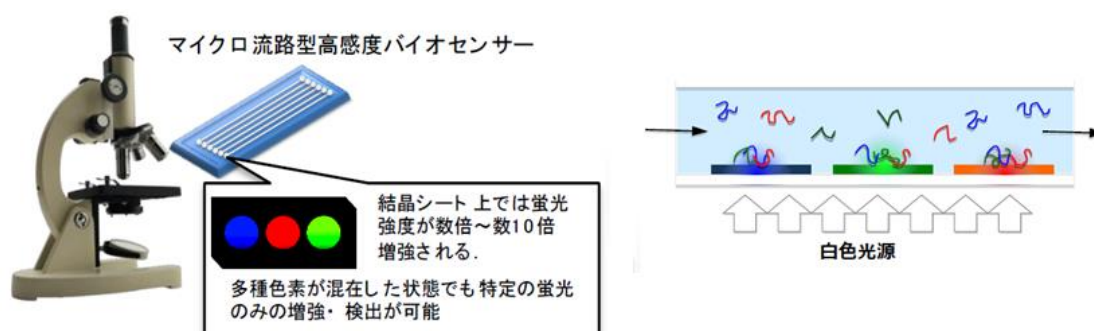 マイクロ流路型高感度バイオセンサー
結晶シート上では蛍光
強度が数倍～数10倍
増強される.
多種色素が混在した状態でも特定の蛍光
のみの増強・検出が可能
白色光源